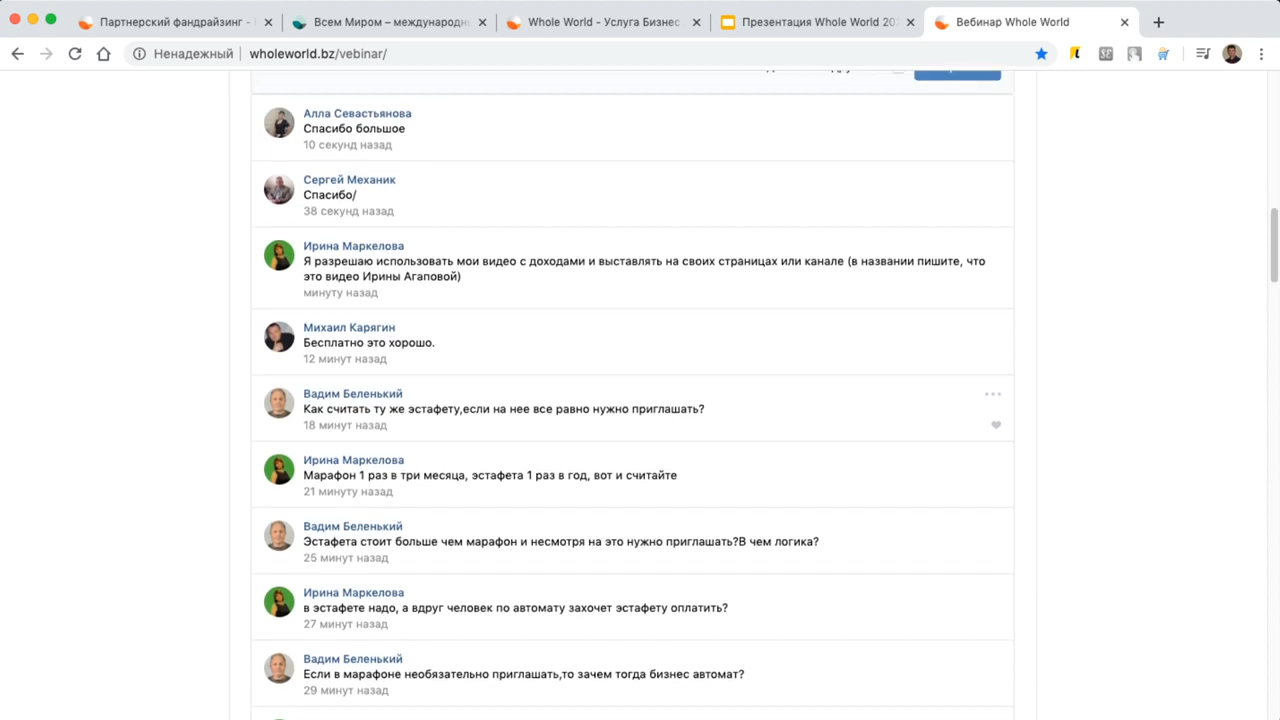 Партнерский фандрайзинг -
Всем Миром – международн
Whole World - Услуга Бизнес
Презентация Whole World 202
Вебинар Whole World
Ненадежный
wholeworld.bz/vebinar/
Алла Севастьянова
Спасибо большое
10 секунд назад
Сергей Механик
Спасибо/
38 секунд назад
Ирина Маркелова
Я разрешаю использовать мои видео с доходами и выставлять на своих страницах или канале (в названии пишите, что
это видео Ирины Агаповой)
минуту назад
Михаил Карягин
Бесплатно это хорошо.
12 минут назад
Вадим Беленький
Как считать ту же эстафету,если на нее все равно нужно приглашать?
18 минут назад
Ирина Маркелова
Марафон 1 раз в три месяца, эстафета 1 раз в год, вот и считайте
21 минуту назад
Вадим Беленький
Эстафета стоит больше чем марафон и несмотря на это нужно приглашать?В чем логика?
25 минут назад
Ирина Маркелова
в эстафете надо, а вдруг человек по автомату захочет эстафету оплатить?
27 минут назад
Вадим Беленький
Если в марафоне необязательно приглашать,то зачем тогда бизнес автомат?
29 минут назад